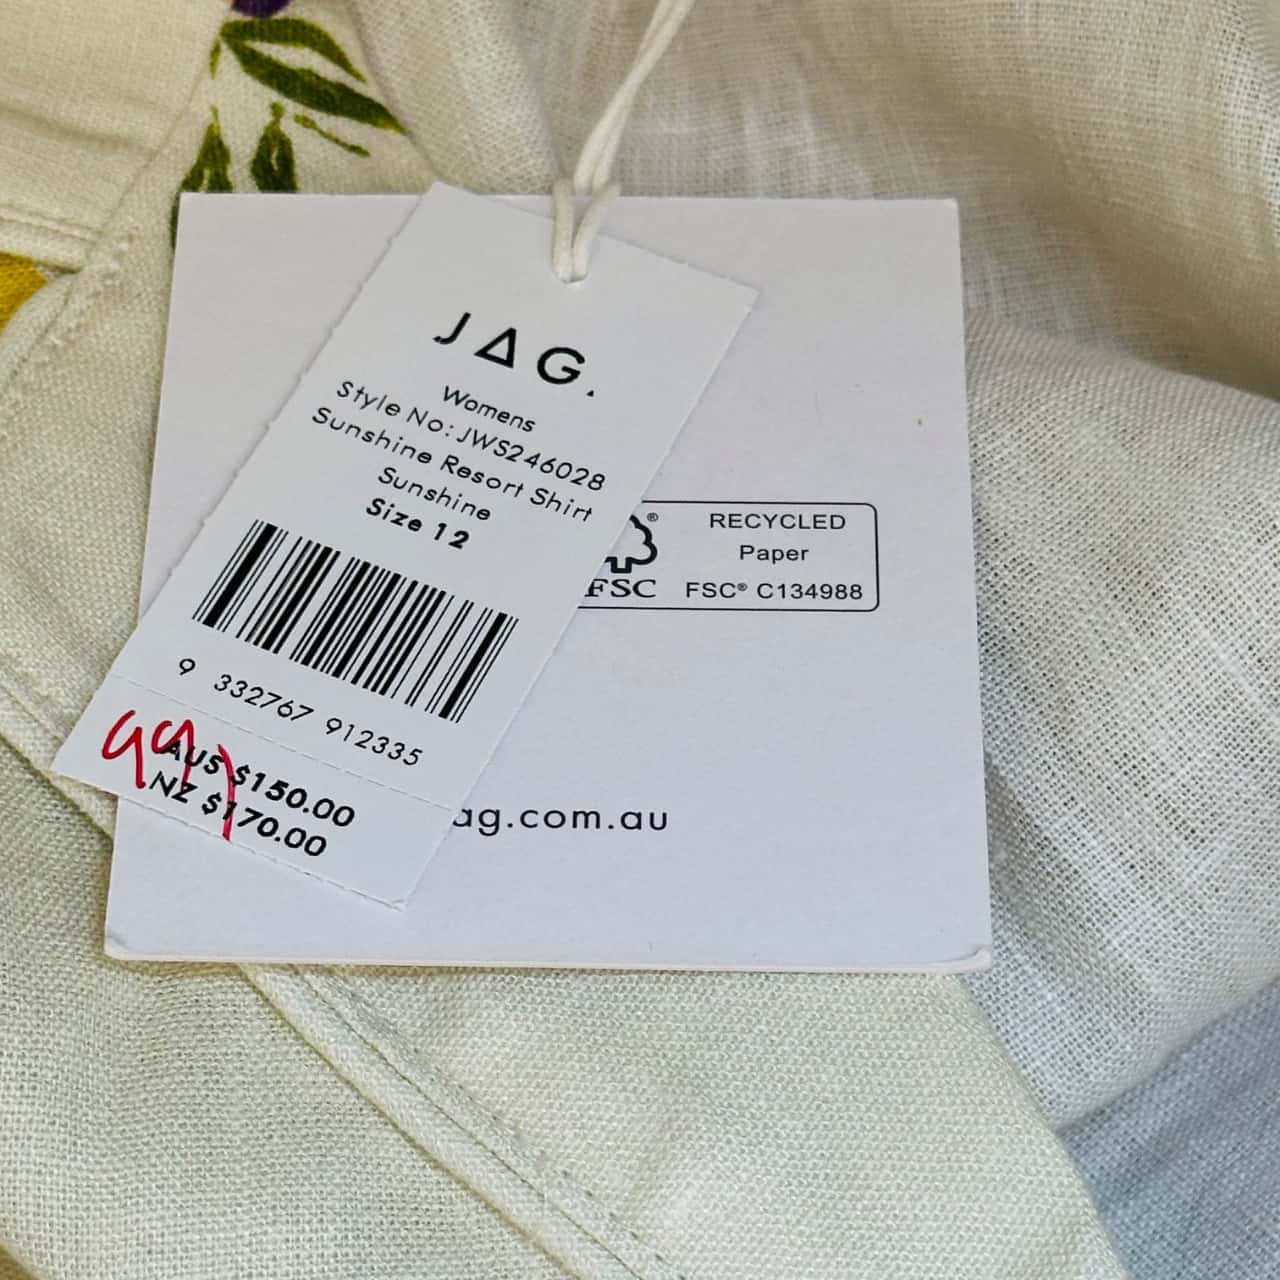 JAG.
Womens
Style No: JWS246028
Sunshine Resort Shirt
Sunshine
Size 12
9 332767 912335
99
AUS $150.00
NZ $170.00
®
FSC
RECYCLED
Paper
FSC® C134988
ag.com.au